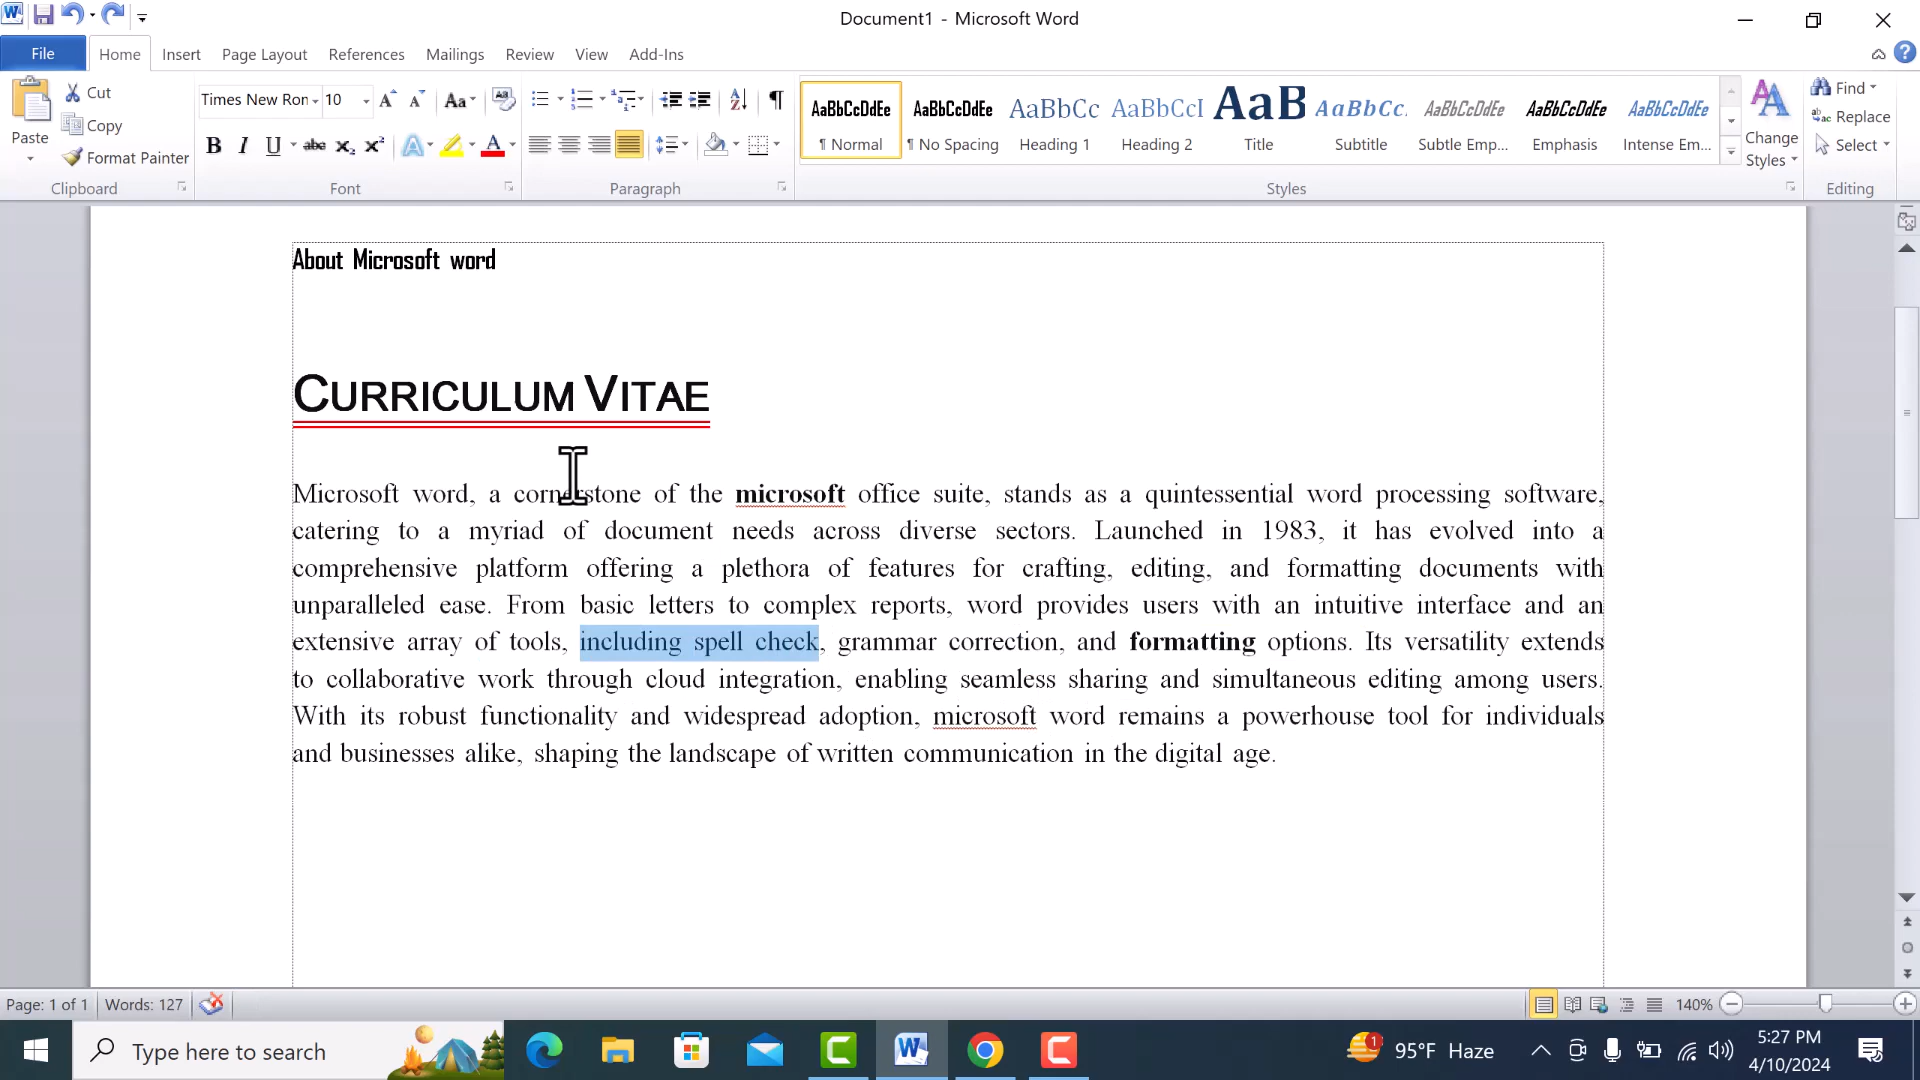 Document1 - Microsoft Word
File Home Insert Page Layout References Mailings Review View Add-Ins
Paste
Cut
Copy
Format Painter
Clipboard
Times New Ron 10
Aa
B I U abc x₂ x² A A
Font
Paragraph
AaBbCcDdEe AaBbCcDdEe AaBbCc AaBbCcI AaB AaBbCc. AaBbCcDdEe AaBbCcDdEe AaBbCcDdEe
¶ Normal ¶ No Spacing Heading 1 Heading 2 Title Subtitle Subtle Emp... Emphasis Intense Em...
Change
Styles
Styles
Find
Replace
Select
Editing
About Microsoft word
CURRICULUM VITAE
Microsoft word, a cornerstone of the microsoft office suite, stands as a quintessential word processing software,
catering to a myriad of document needs across diverse sectors. Launched in 1983, it has evolved into a
comprehensive platform offering a plethora of features for crafting, editing, and formatting documents with
unparalleled ease. From basic letters to complex reports, word provides users with an intuitive interface and an
extensive array of tools, including spell check, grammar correction, and formatting options. Its versatility extends
to collaborative work through cloud integration, enabling seamless sharing and simultaneous editing among users.
With its robust functionality and widespread adoption, microsoft word remains a powerhouse tool for individuals
and businesses alike, shaping the landscape of written communication in the digital age.
Page: 1 of 1 Words: 127
140%
Type here to search
1
95°F Haze
5:27 PM
4/10/2024